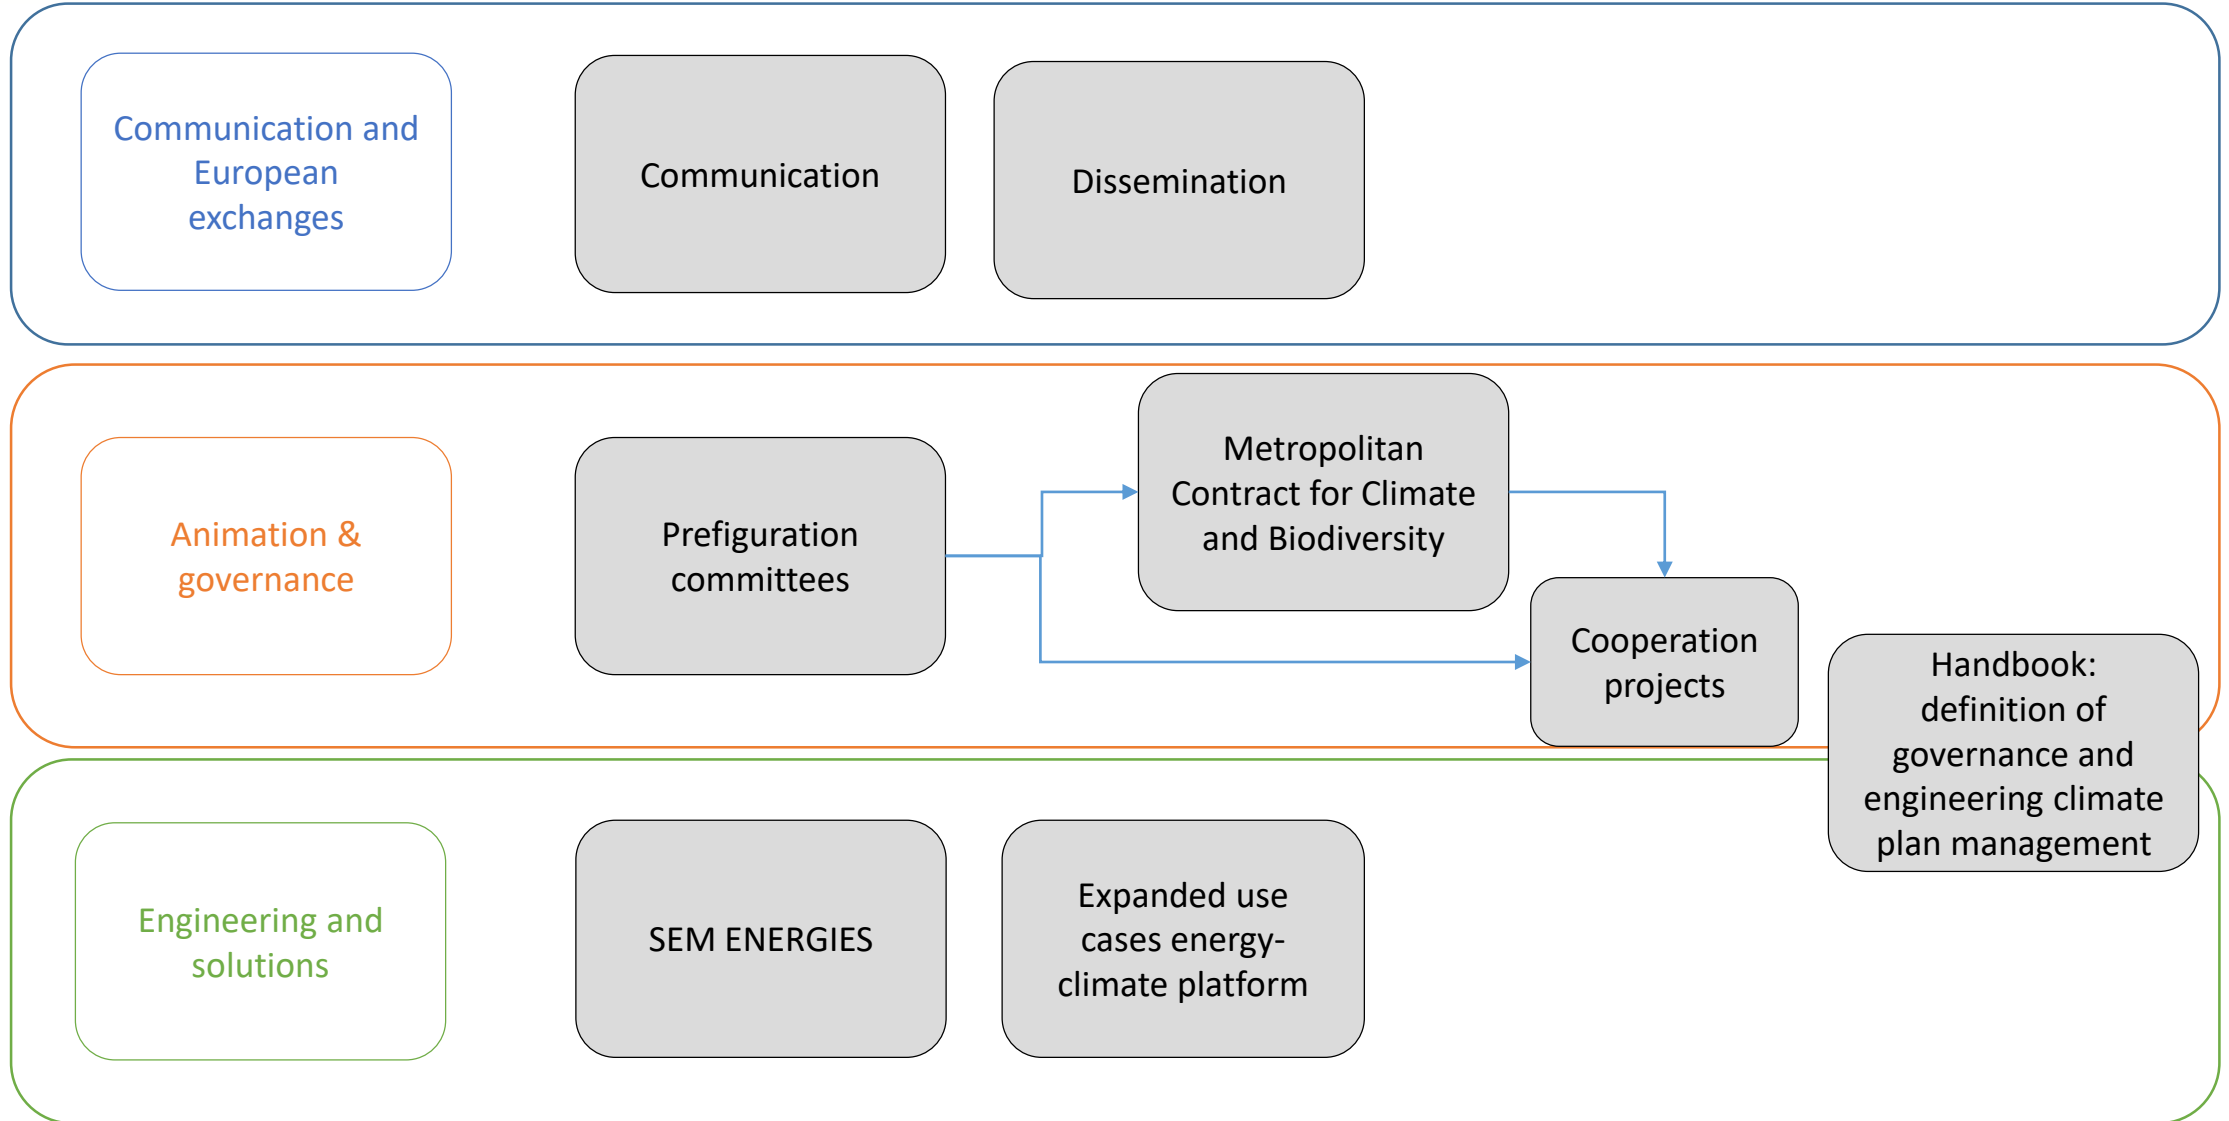 Communication and
European
exchanges
Communication
Dissemination
Animation &
governance
Prefiguration
committees
Metropolitan
Contract for Climate
and Biodiversity
Cooperation
projects
Handbook:
definition of
governance and
engineering climate
plan management
Engineering and
solutions
SEM ENERGIES
Expanded use
cases energy-
climate platform